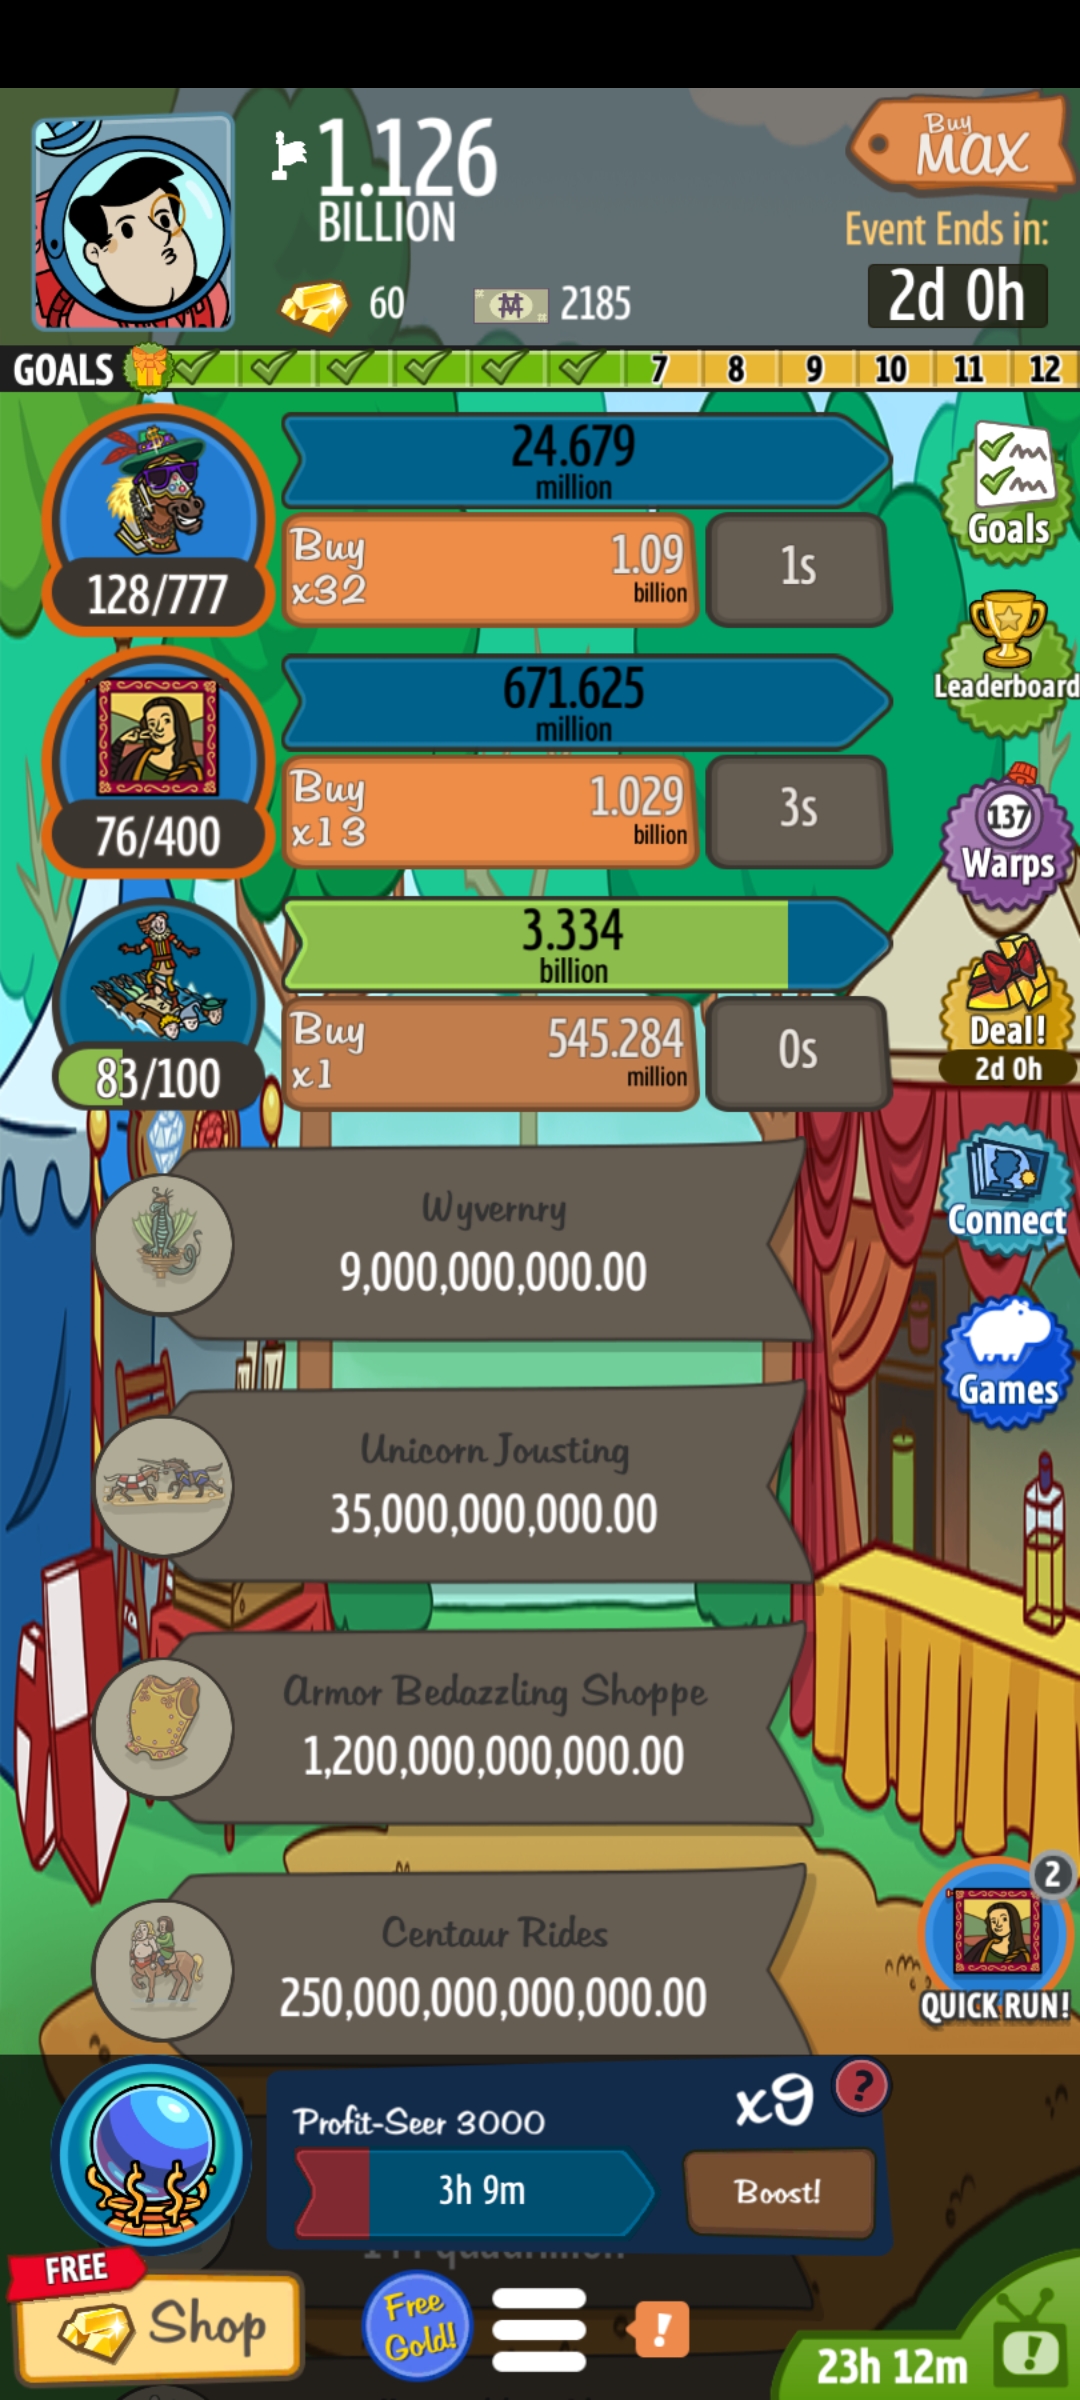 1.126
BILLION
Buy
MAX
Event Ends in:
2d 0h
60
2185
GOALS
7 8 9 10 11 12
24.679
million
Buy
x32
1.09
billion
1s
128/777
Goals
Leaderboard
671.625
million
Buy
x13
1.029
billion
3s
76/400
137
Warps
3.334
billion
Buy
x1
545.284
million
0s
83/100
Deal!
2d 0h
Connect
Wyvernry
9,000,000,000.00
Games
Unicorn Jousting
35,000,000,000.00
Armor Bedazzling Shoppe
1,200,000,000,000.00
Centaur Rides
250,000,000,000,000.00
2
QUICK RUN!
Profit-Seer 3000
x9
?
3h 9m
Boost!
FREE
Shop
Free
Gold!
!
23h 12m
!